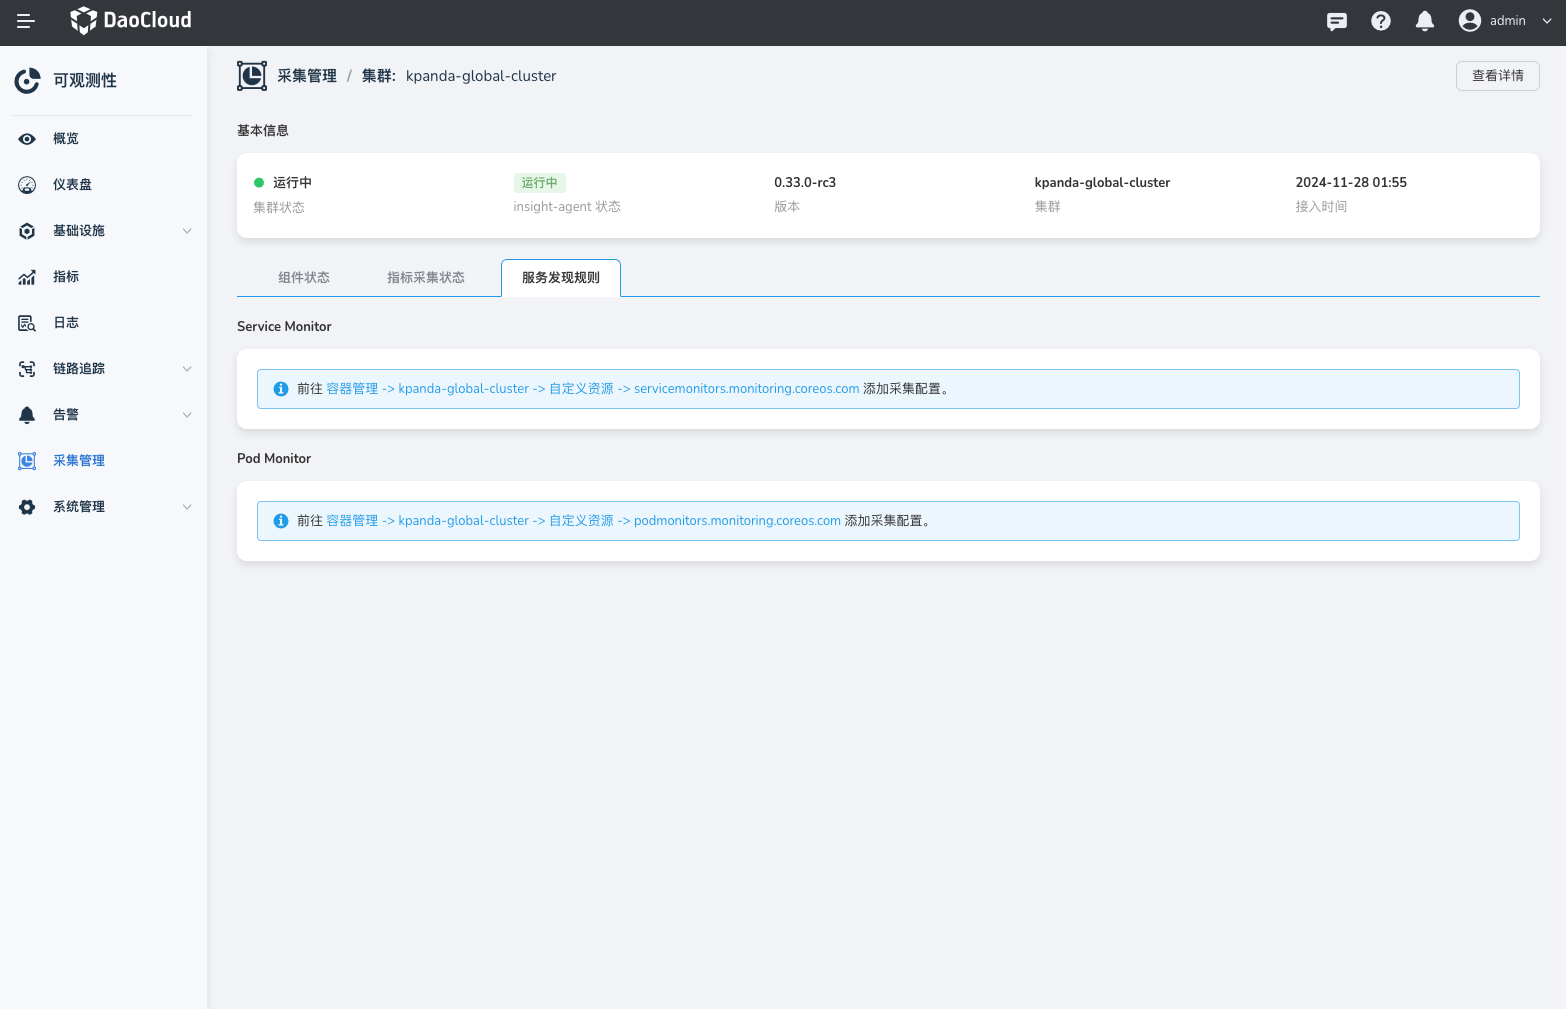 DaoCloud
admin
可观测性
概览
仪表盘
基础设施
指标
日志
链路追踪
告警
采集管理
系统管理
采集管理 / 集群: kpanda-global-cluster
查看详情
基本信息
运行中
集群状态
运行中
insight-agent 状态
0.33.0-rc3
版本
kpanda-global-cluster
集群
2024-11-28 01:55
接入时间
组件状态
指标采集状态
服务发现规则
Service Monitor
前往 容器管理 -> kpanda-global-cluster -> 自定义资源 -> servicemonitors.monitoring.coreos.com 添加采集配置。
Pod Monitor
前往 容器管理 -> kpanda-global-cluster -> 自定义资源 -> podmonitors.monitoring.coreos.com 添加采集配置。